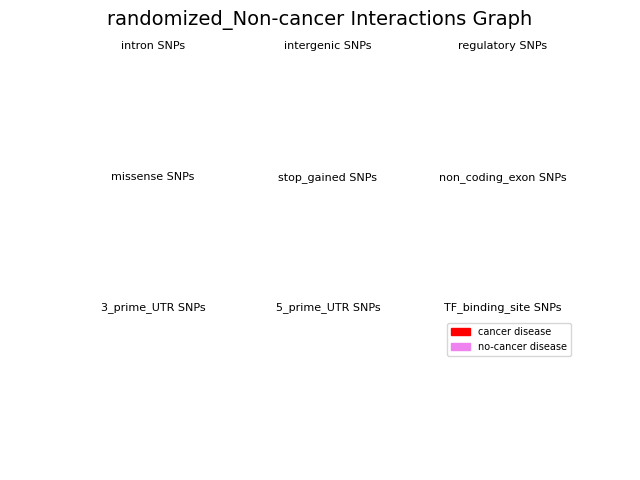 randomized_Non-cancer Interactions Graph
intron SNPs
intergenic SNPs
regulatory SNPs
missense SNPs
stop_gained SNPs
non_coding_exon SNPs
3_prime_UTR SNPs
5_prime_UTR SNPs
TF_binding_site SNPs
cancer disease
no-cancer disease